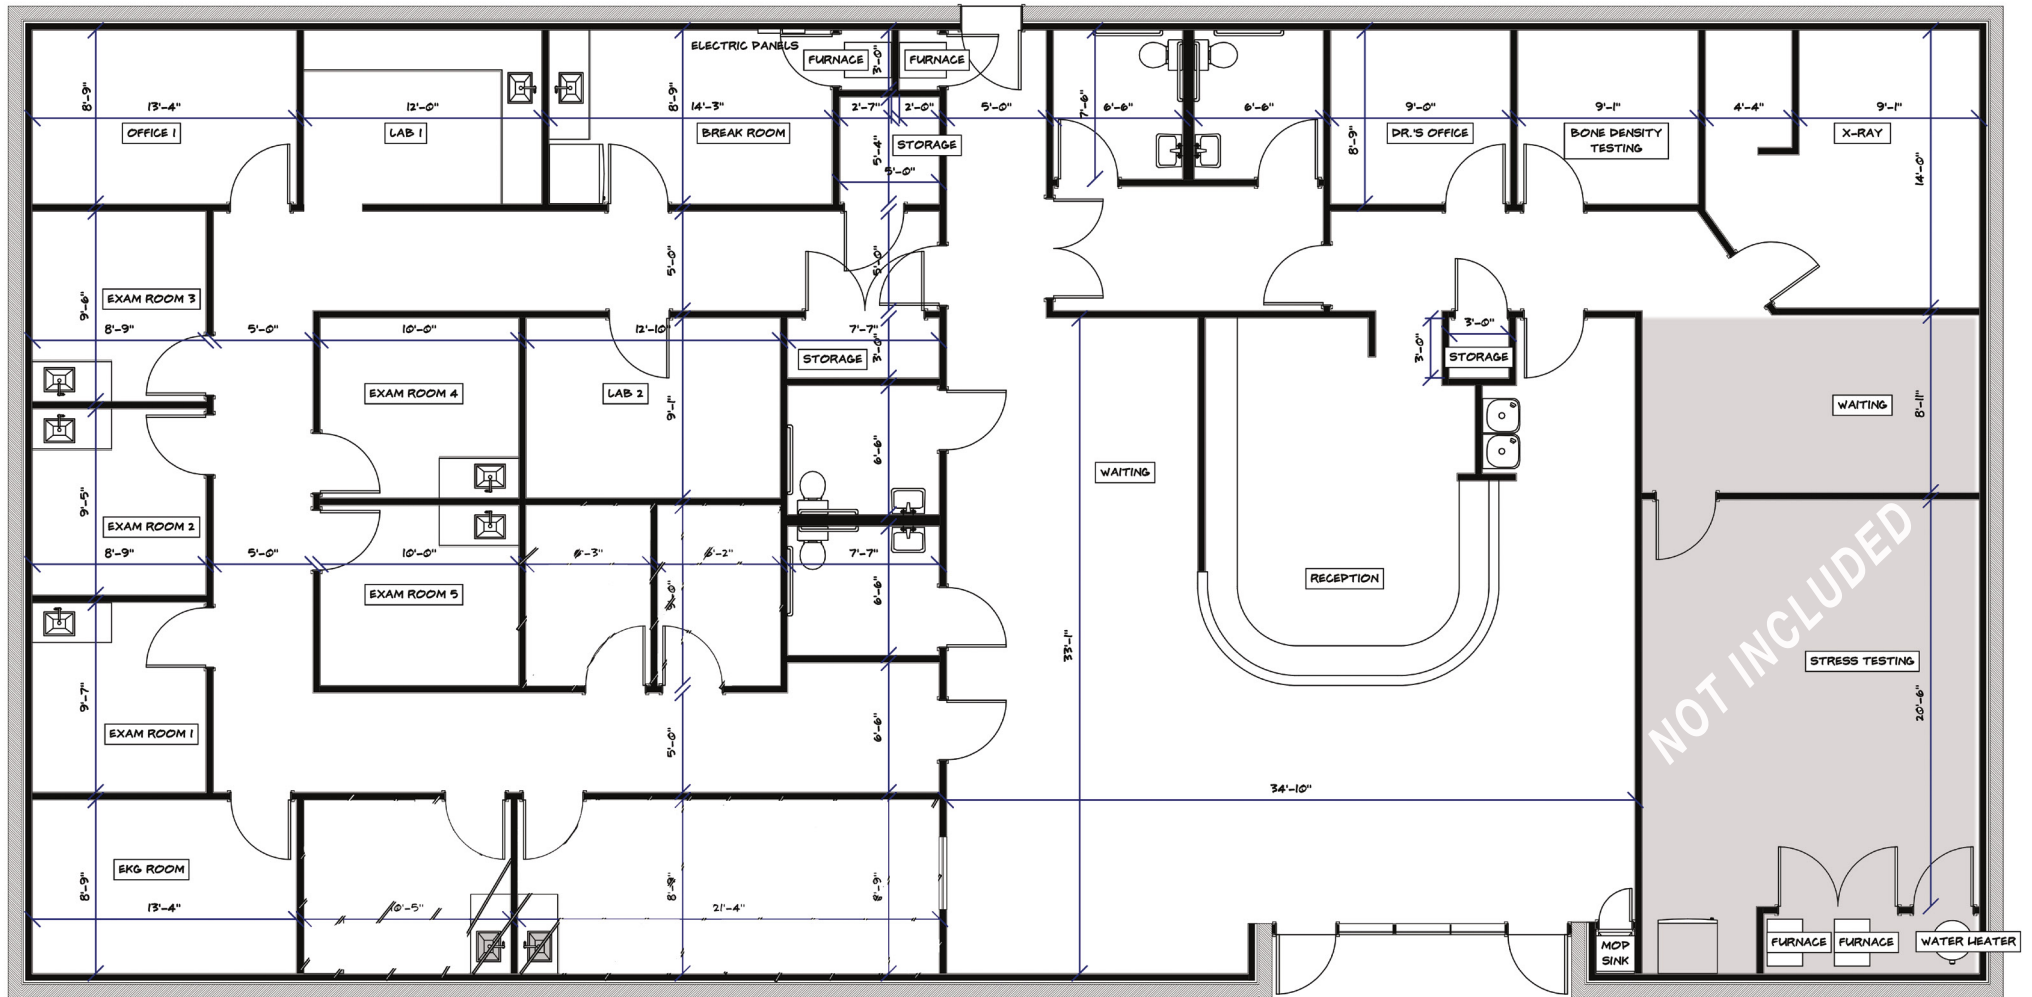 ELECTRIC PANELS
FURNACE
3'-0"
FURNACE
8'-9"
13'-4"
12'-0"
8'-9"
14'-3"
2'-7"
2'-0"
5'-0"
7'-6"
6'-6"
6'-6"
9'-0"
9'-1"
4'-4"
9'-1"
OFFICE 1
LAB 1
BREAK ROOM
5'-4"
STORAGE
8'-9"
DR.'S OFFICE
BONE DENSITY
TESTING
X-RAY
5'-0"
14'-0"
5'-0"
5'-0"
EXAM ROOM 3
9'-6"
8'-9"
5'-0"
10'-0"
12'-10"
7'-7"
3'-0"
STORAGE
3'-0"
3'-0"
STORAGE
EXAM ROOM 4
LAB 2
9'-1"
WAITING
8'-11"
6'-6"
WAITING
9'-5"
EXAM ROOM 2
8'-9"
5'-0"
10'-0"
6'-3"
6'-2"
7'-7"
EXAM ROOM 5
9'-0"
6'-6"
RECEPTION
NOT INCLUDED
33'-1"
STRESS TESTING
9'-7"
EXAM ROOM 1
5'-0"
6'-6"
20'-6"
34'-10"
EKG ROOM
8'-9"
13'-4"
10'-5"
8'-9"
21'-4"
8'-9"
MOP
SINK
FURNACE
FURNACE
WATER HEATER